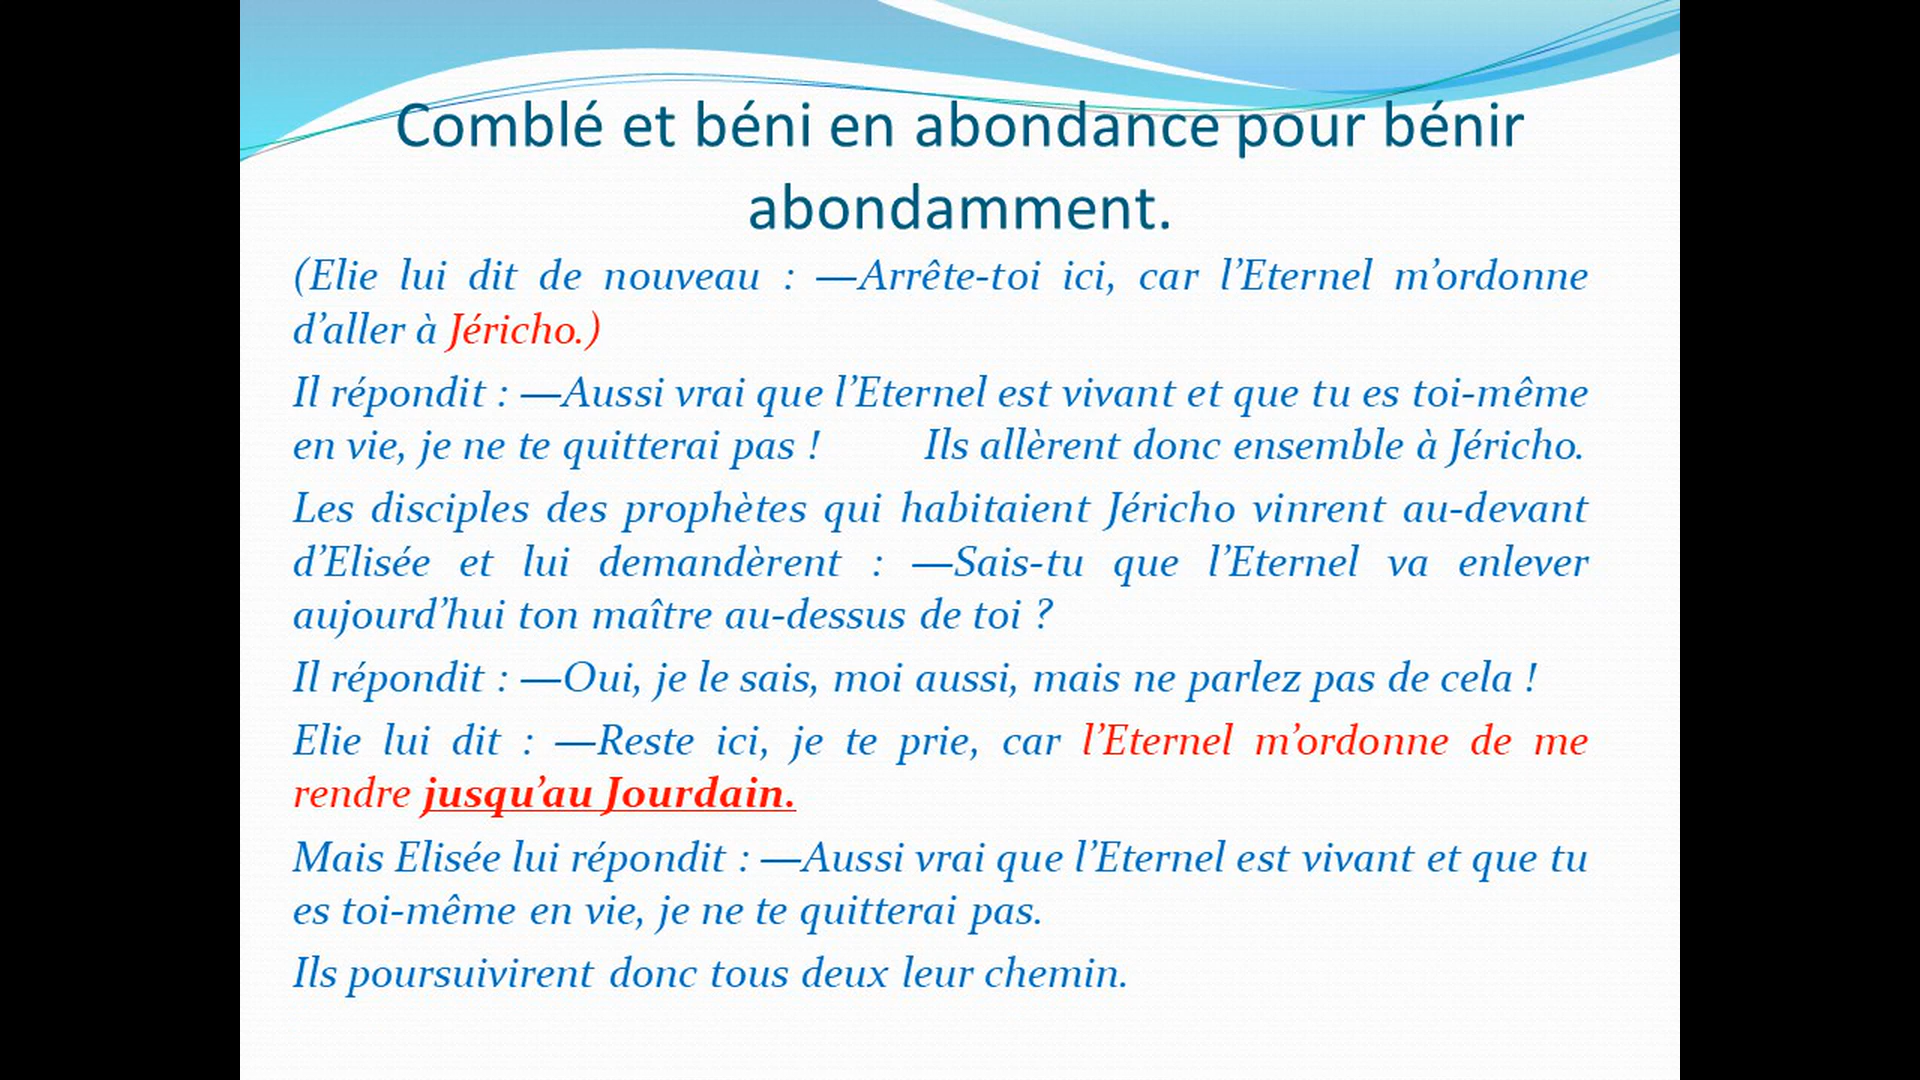 Comblé et béni en abondance pour bénir
abondamment.
(Elie lui dit de nouveau : —Arrête-toi ici, car l’Eternel m’ordonne
d’aller à Jéricho.)
Il répondit : —Aussi vrai que l’Eternel est vivant et que tu es toi-même
en vie, je ne te quitterai pas ! Ils allèrent donc ensemble à Jéricho.
Les disciples des prophètes qui habitaient Jéricho vinrent au-devant
d’Elisée et lui demandèrent : —Sais-tu que l’Eternel va enlever
aujourd’hui ton maître au-dessus de toi ?
Il répondit : —Oui, je le sais, moi aussi, mais ne parlez pas de cela !
Elie lui dit : —Reste ici, je te prie, car l’Eternel m’ordonne de me
rendre jusqu’au Jourdain.
Mais Elisée lui répondit : —Aussi vrai que l’Eternel est vivant et que tu
es toi-même en vie, je ne te quitterai pas.
Ils poursuivirent donc tous deux leur chemin.